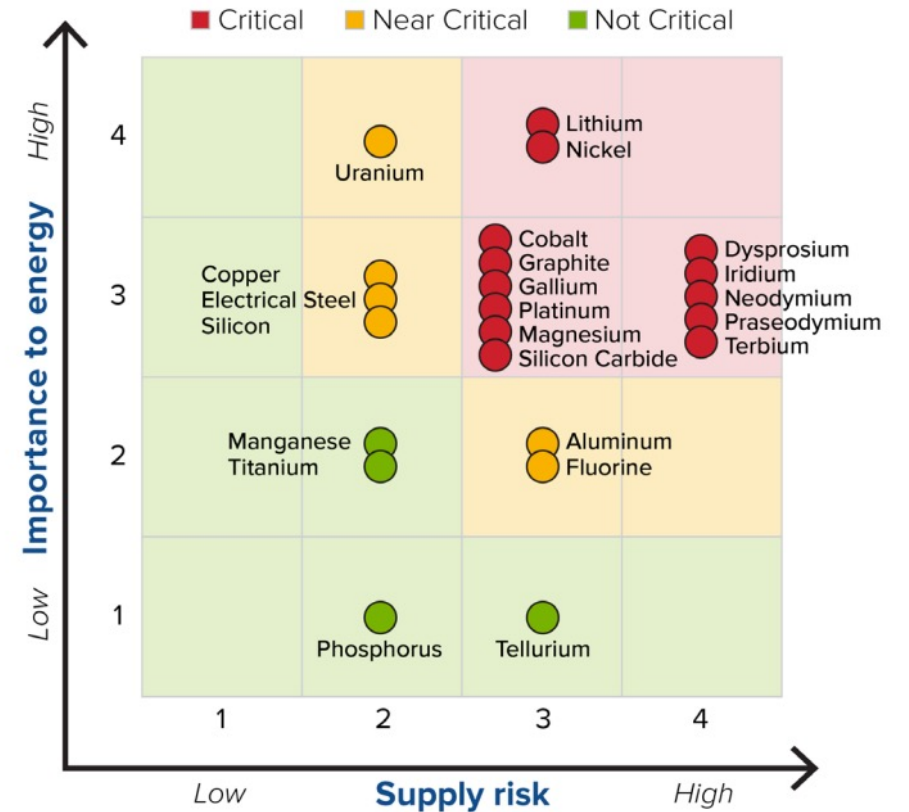 Critical
Near Critical
Not Critical
High
4
Uranium
Lithium
Nickel
Importance to energy
3
Copper
Electrical Steel
Silicon
Cobalt
Graphite
Gallium
Platinum
Magnesium
Silicon Carbide
Dysprosium
Iridium
Neodymium
Praseodymium
Terbium
2
Manganese
Titanium
Aluminum
Fluorine
Low
1
Phosphorus
Tellurium
1
2
3
4
Low
Supply risk
High